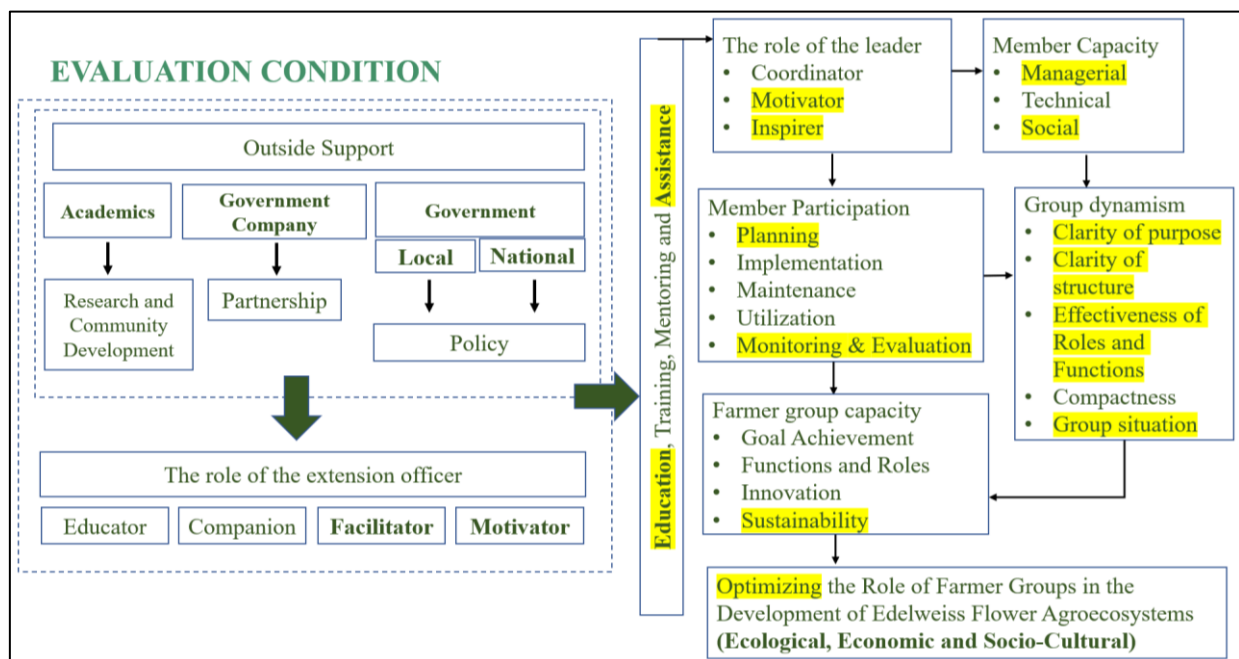 EVALUATION CONDITION
Outside Support
Academics
Government
Company
Government
Local
National
Research and
Community
Development
Partnership
Policy
The role of the extension officer
Educator
Companion
Facilitator
Motivator
Education, Training, Mentoring and Assistance
The role of the leader
• Coordinator
• Motivator
• Inspirer
Member Capacity
• Managerial
• Technical
• Social
Member Participation
• Planning
• Implementation
• Maintenance
• Utilization
• Monitoring & Evaluation
Group dynamism
• Clarity of purpose
• Clarity of
structure
• Effectiveness of
Roles and
Functions
• Compactness
• Group situation
Farmer group capacity
• Goal Achievement
• Functions and Roles
• Innovation
• Sustainability
Optimizing the Role of Farmer Groups in the
Development of Edelweiss Flower Agroecosystems
(Ecological, Economic and Socio-Cultural)